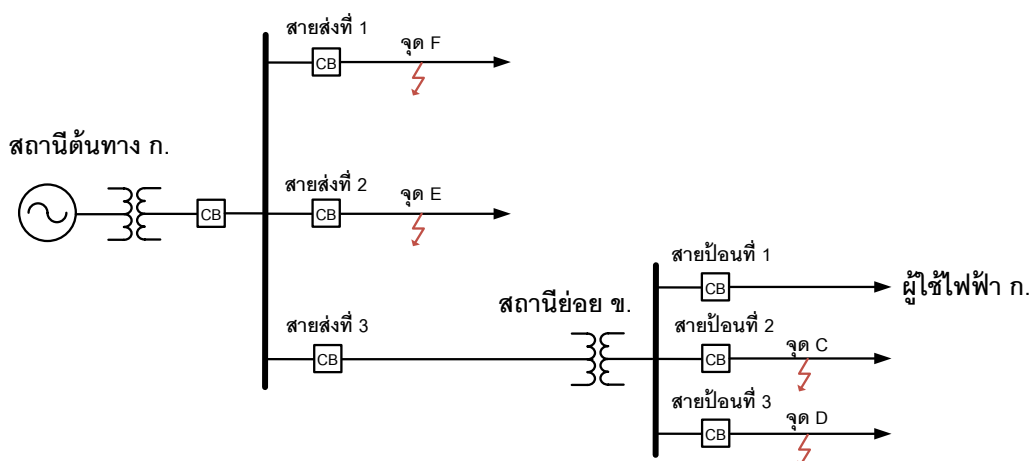 สายส่งที่ 1
จุด F
CB
สถานีต้นทาง ก.
CB
สายส่งที่ 2
จุด E
CB
สายส่งที่ 3
CB
สถานีย่อย ข.
สายป้อนที่ 1
CB
ผู้ใช้ไฟฟ้า ก.
สายป้อนที่ 2
จุด C
CB
สายป้อนที่ 3
จุด D
CB